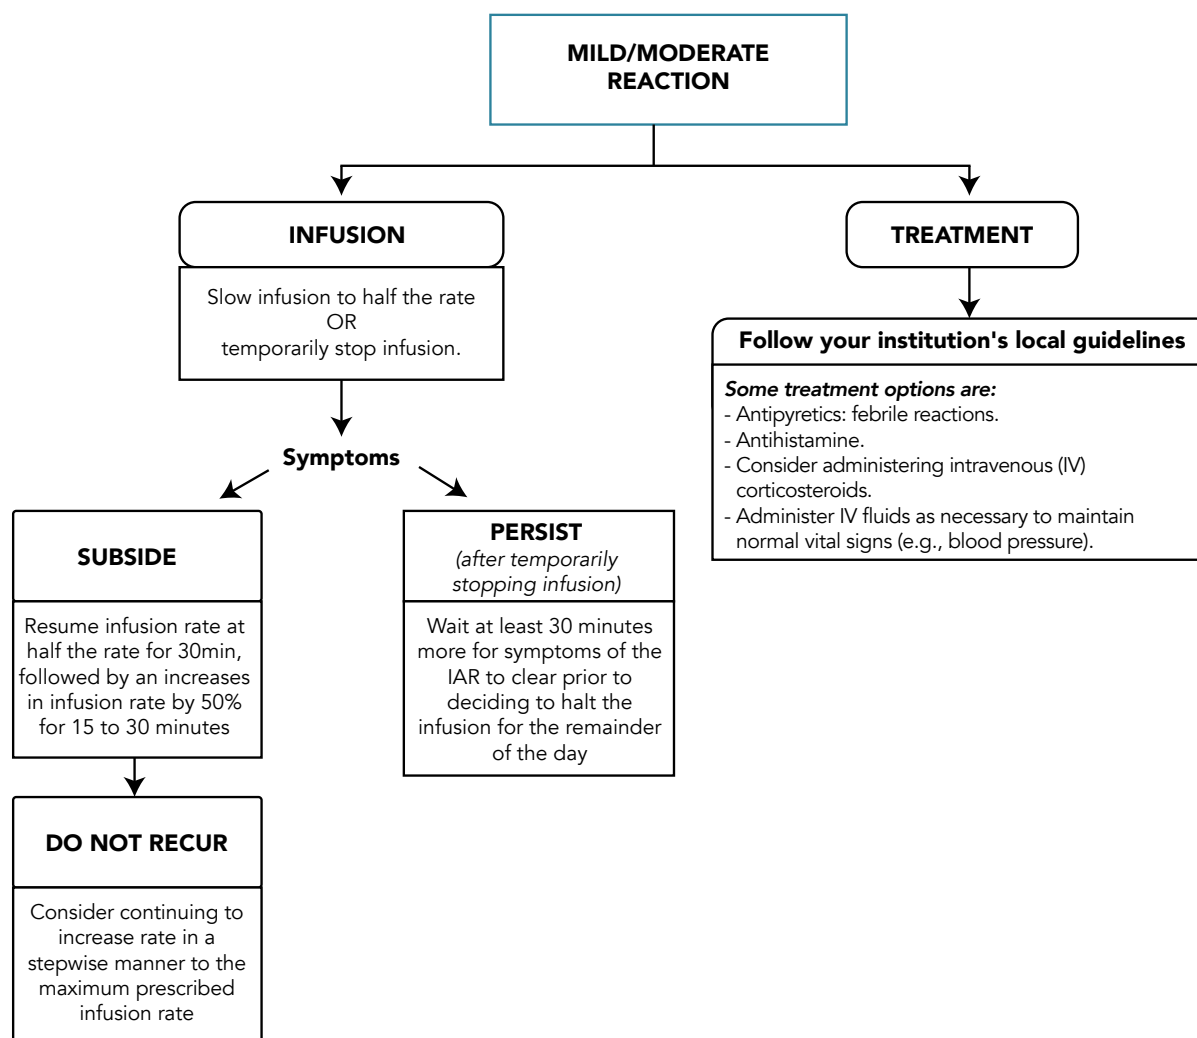 MILD/MODERATE
REACTION
INFUSION
Slow infusion to half the rate
OR
temporarily stop infusion.
Symptoms
SUBSIDE
Resume infusion rate at
half the rate for 30min,
followed by an increases
in infusion rate by 50%
for 15 to 30 minutes
DO NOT RECUR
Consider continuing to
increase rate in a
stepwise manner to the
maximum prescribed
infusion rate
PERSIST
(after temporarily
stopping infusion)
Wait at least 30 minutes
more for symptoms of the
IAR to clear prior to
deciding to halt the
infusion for the remainder
of the day
TREATMENT
Follow your institution's local guidelines
Some treatment options are:
- Antipyretics: febrile reactions.
- Antihistamine.
- Consider administering intravenous (IV)
corticosteroids.
- Administer IV fluids as necessary to maintain
normal vital signs (e.g., blood pressure).